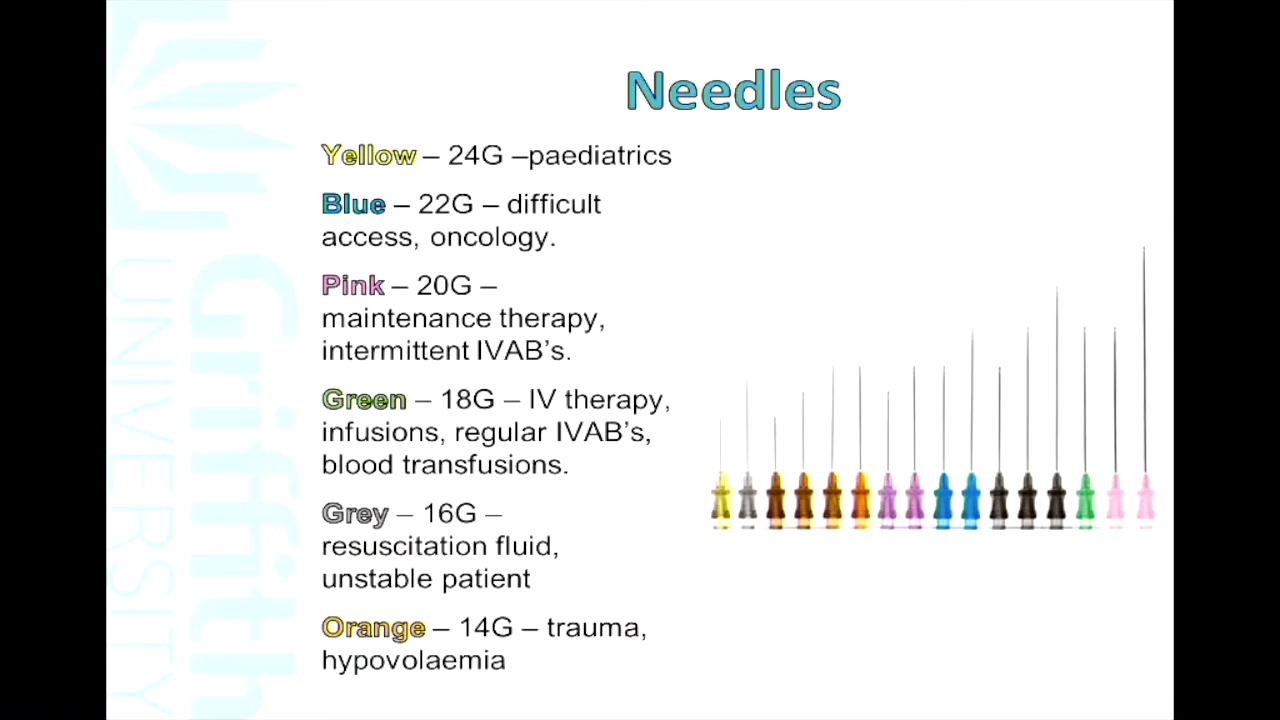 Needles
Yellow – 24G –paediatrics
Blue – 22G – difficult
access, oncology.
Pink – 20G –
maintenance therapy,
intermittent IVAB's.
Green – 18G – IV therapy,
infusions, regular IVAB's,
blood transfusions.
Grey – 16G –
resuscitation fluid,
unstable patient
Orange – 14G – trauma,
hypovolaemia
Griffith
UNIVERSITY